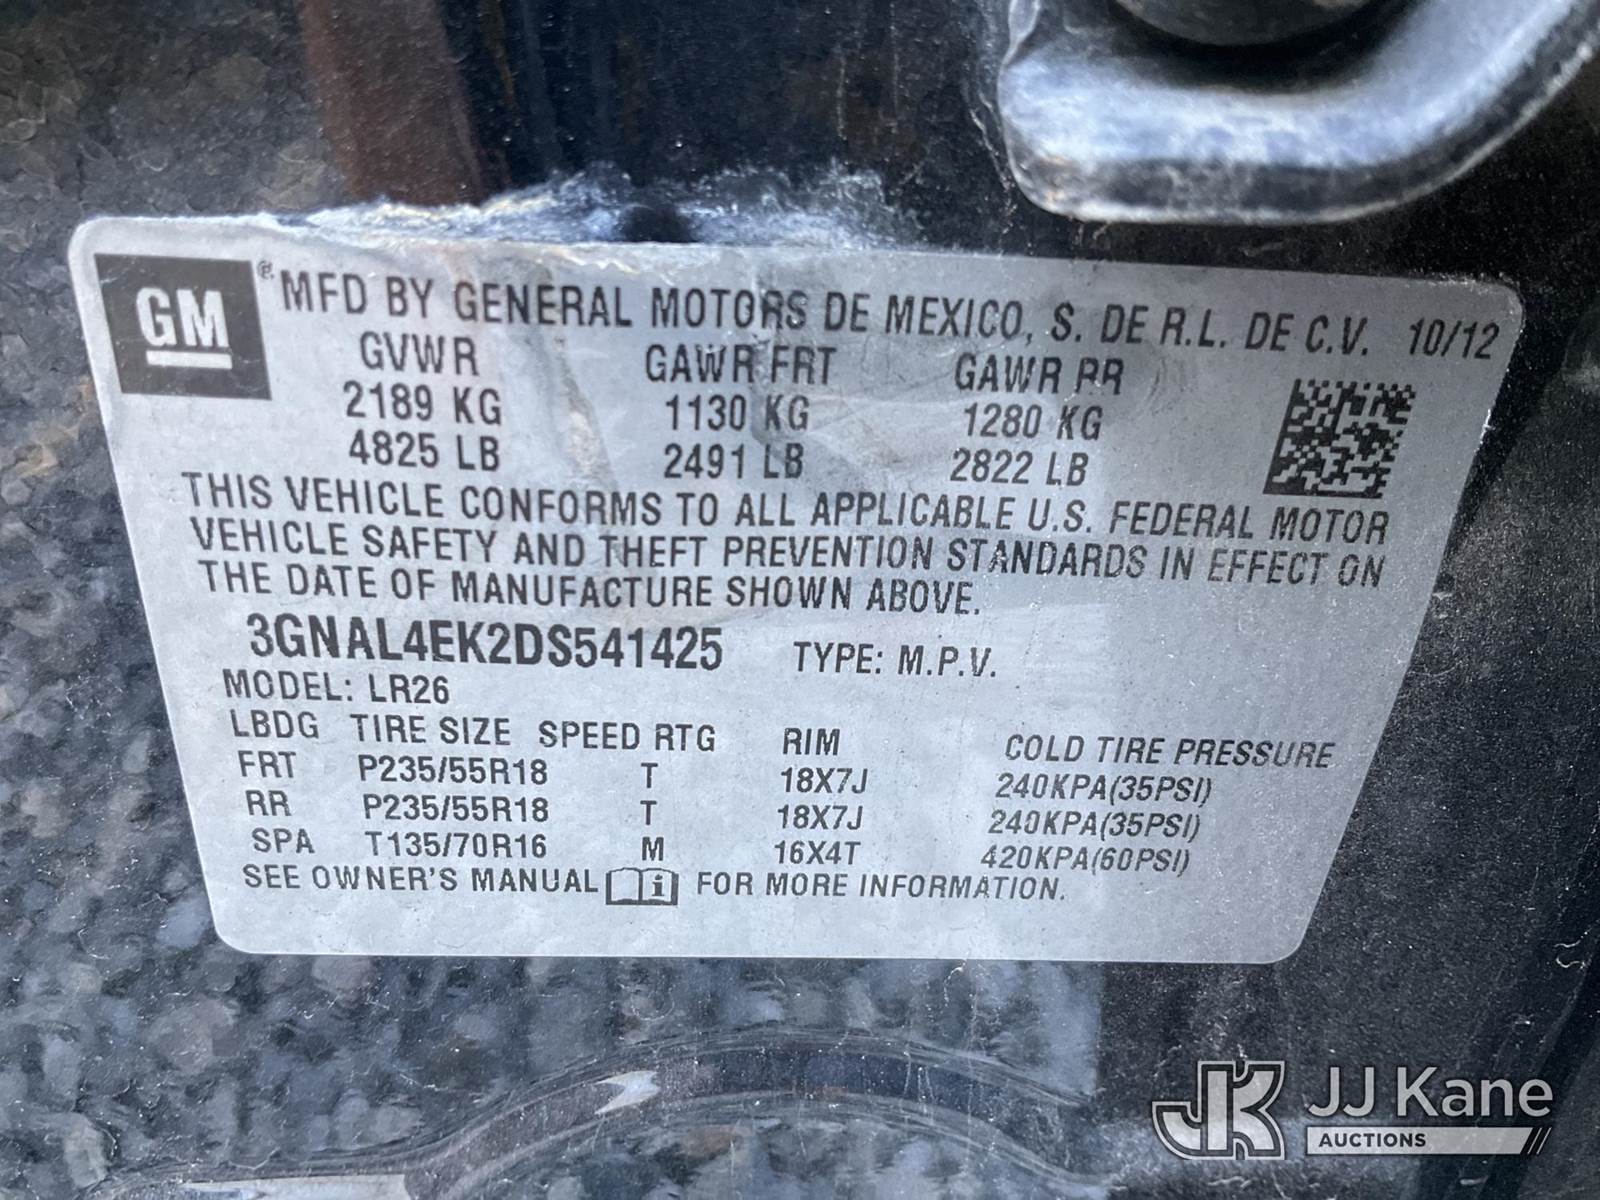 GM ® MFD BY GENERAL MOTORS DE MEXICO, S. DE R.L. DE C.V. 10/12
GVWR GAWR FRT GAWR RR
2189 KG 1130 KG 1280 KG
4825 LB 2491 LB 2822 LB
THIS VEHICLE CONFORMS TO ALL APPLICABLE U.S. FEDERAL MOTOR
VEHICLE SAFETY AND THEFT PREVENTION STANDARDS IN EFFECT ON
THE DATE OF MANUFACTURE SHOWN ABOVE.
3GNAL4EK2DS541425 TYPE: M.P.V.
MODEL: LR26
LBDG TIRE SIZE SPEED RTG RIM COLD TIRE PRESSURE
FRT P235/55R18 T 18X7J 240KPA(35PSI)
RR P235/55R18 T 18X7J 240KPA(35PSI)
SPA T135/70R16 M 16X4T 420KPA(60PSI)
SEE OWNER'S MANUAL i FOR MORE INFORMATION.
JK JJ Kane
AUCTIONS